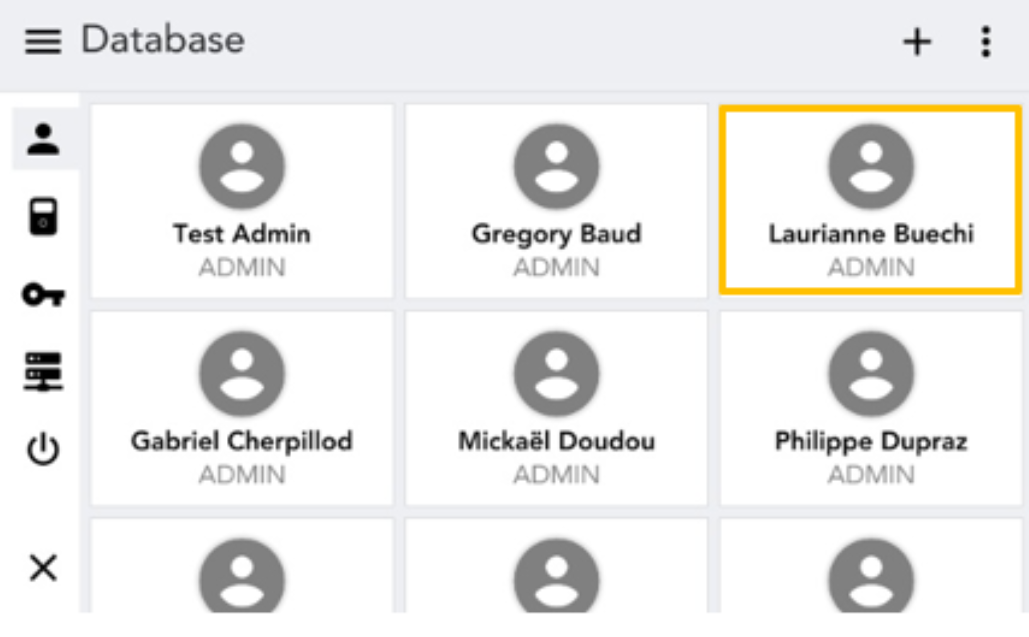 Database
Test Admin
ADMIN
Gregory Baud
ADMIN
Laurianne Buechi
ADMIN
Gabriel Cherpillod
ADMIN
Mickaël Doudou
ADMIN
Philippe Dupraz
ADMIN